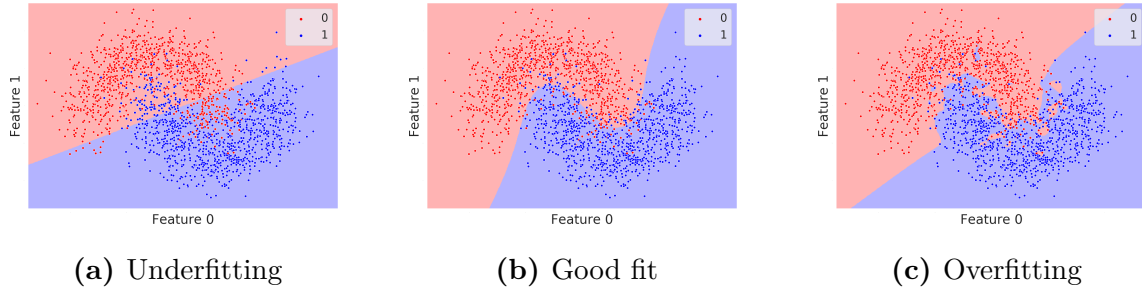 0
1
Feature 1
Feature 0
(a) Underfitting
0
1
Feature 1
Feature 0
(b) Good fit
0
1
Feature 1
Feature 0
(c) Overfitting